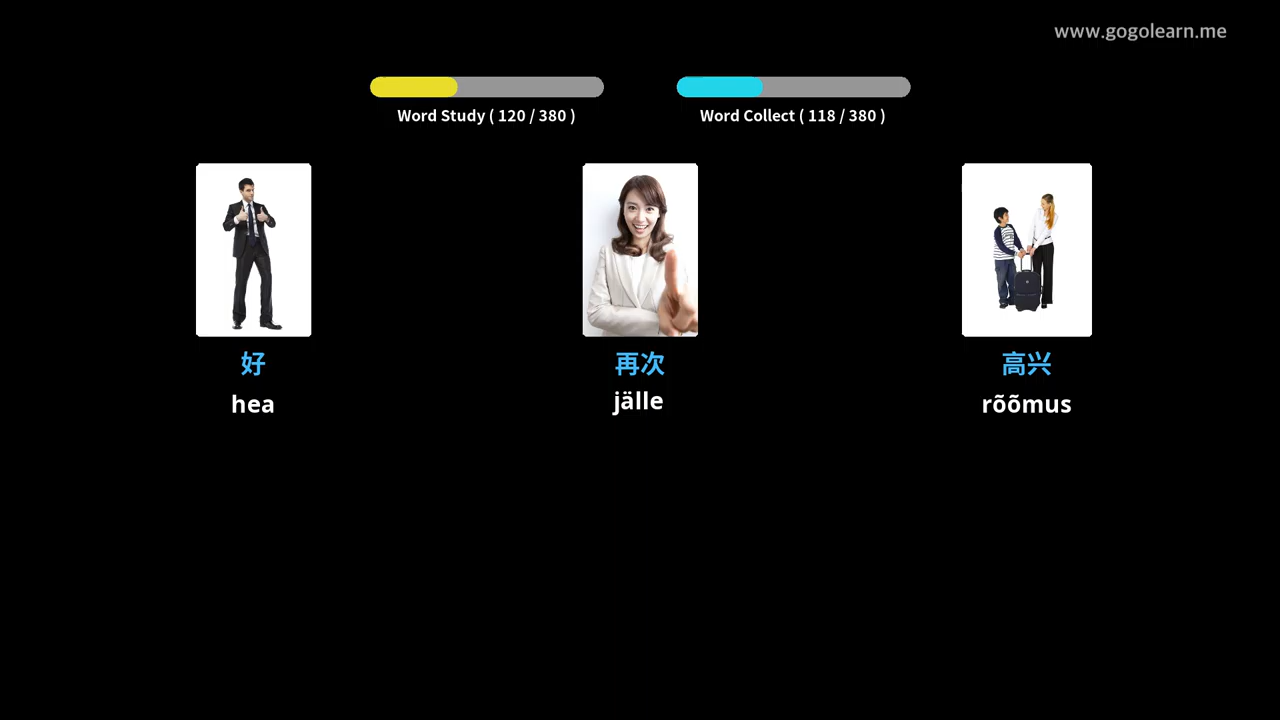 www.gogolearn.me
Word Study ( 120 / 380 )
Word Collect ( 118 / 380 )
好
再次
高兴
hea
jälle
rõõmus